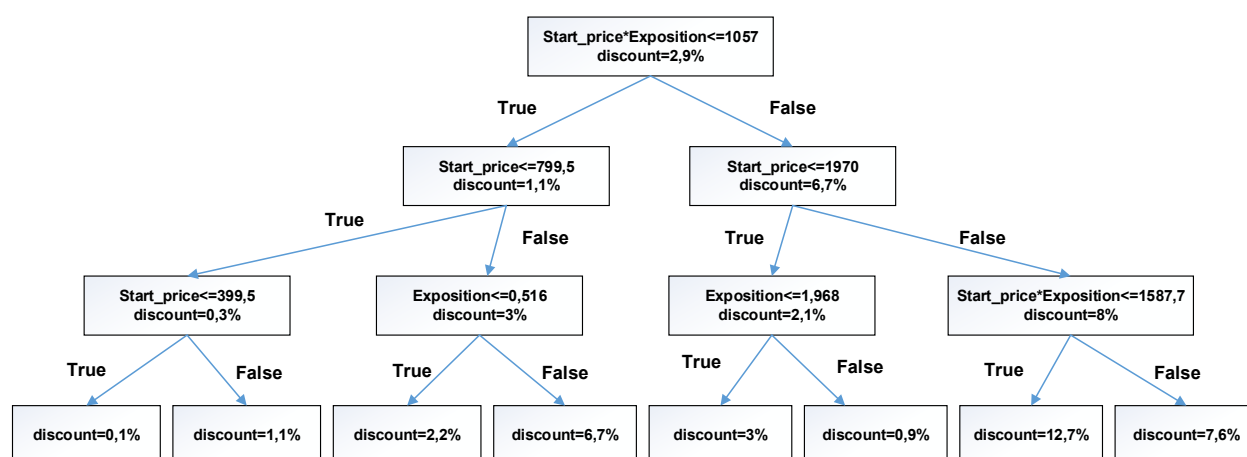 Start_price*Exposition<=1057
discount=2,9%
True
False
Start_price<=799,5
discount=1,1%
Start_price<=1970
discount=6,7%
True
False
True
False
Start_price<=399,5
discount=0,3%
Exposition<=0,516
discount=3%
Exposition<=1,968
discount=2,1%
Start_price*Exposition<=1587,7
discount=8%
True
False
True
False
True
False
True
False
discount=0,1%
discount=1,1%
discount=2,2%
discount=6,7%
discount=3%
discount=0,9%
discount=12,7%
discount=7,6%